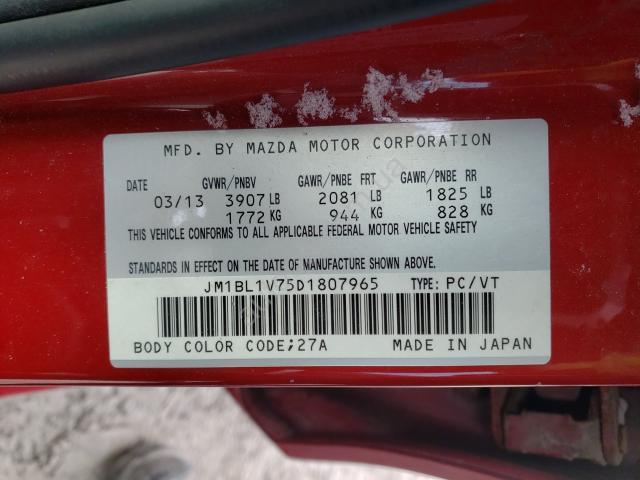 MFD. BY MAZDA MOTOR CORPORATION
DATE GVWR/PNBV GAWR/PNBE FRT GAWR/PNBE RR
03/13 3907 LB 2081 LB 1825 LB
1772 KG 944 KG 828 KG
THIS VEHICLE CONFORMS TO ALL APPLICABLE FEDERAL MOTOR VEHICLE SAFETY
STANDARDS IN EFFECT ON THE DATE OF MANUFACTURE SHOWN ABOVE.
JM1BL1V75D1807965 TYPE: PC/VT
BODY COLOR CODE;27A MADE IN JAPAN